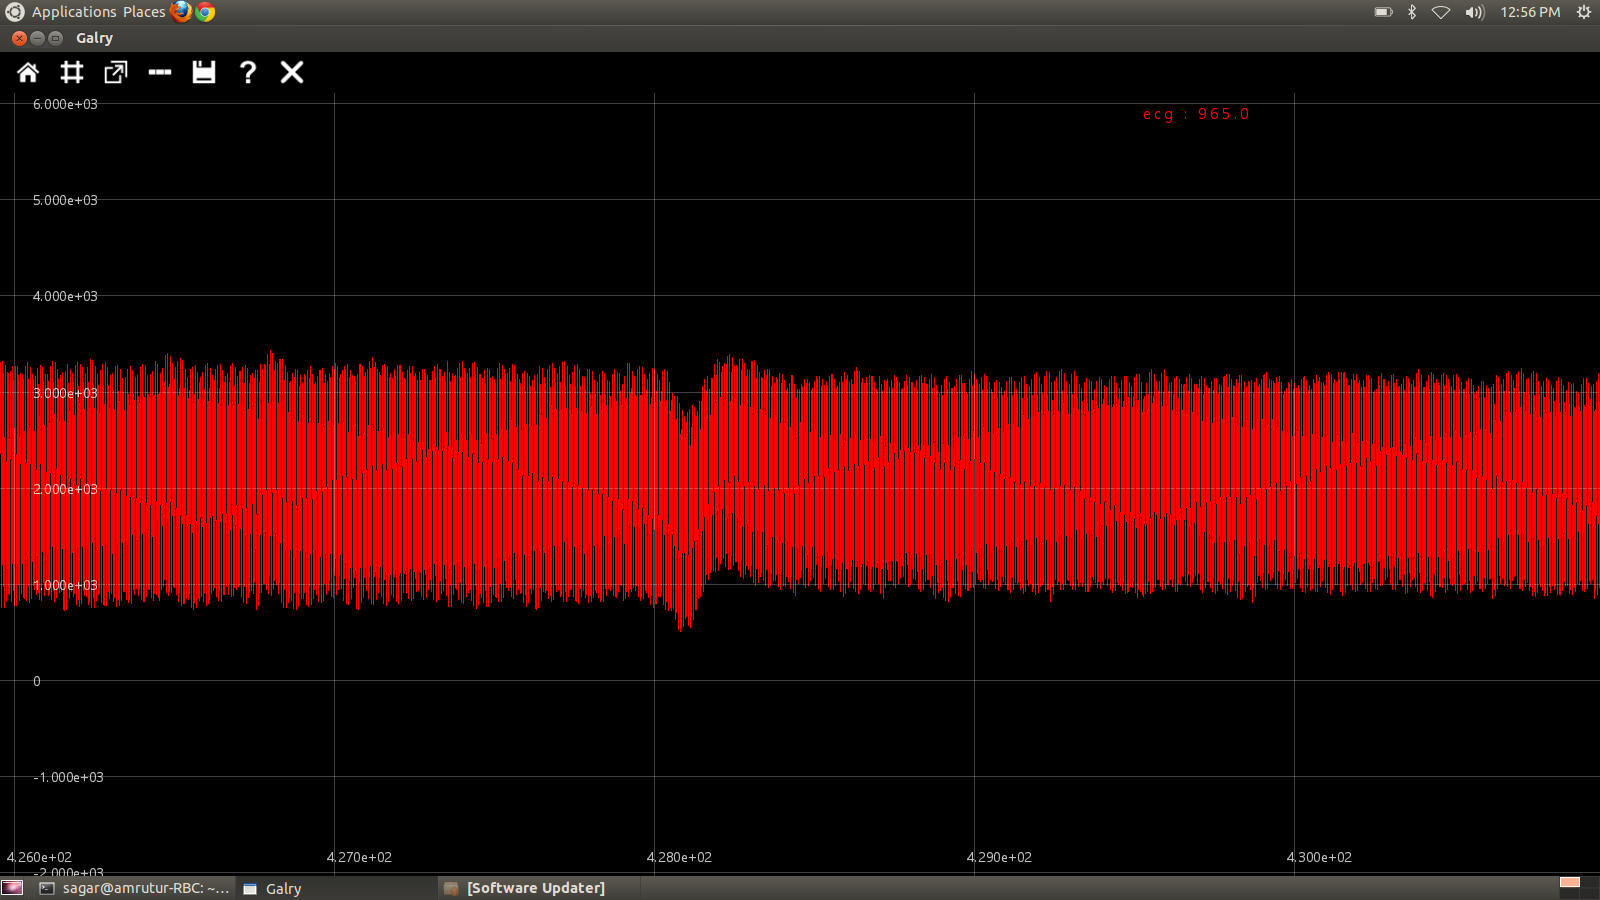 Applications Places
12:56 PM
Galry
?
6.000e+03
ecg : 965.0
5.000e+03
4.000e+03
3.000e+03
2.000e+03
1.000e+03
0
-1.000e+03
4.260e+02 4.270e+02 4.280e+02 4.290e+02 4.300e+02
-2.000e+03
sagar@amrutur-RBC: ~... Galry [Software Updater]